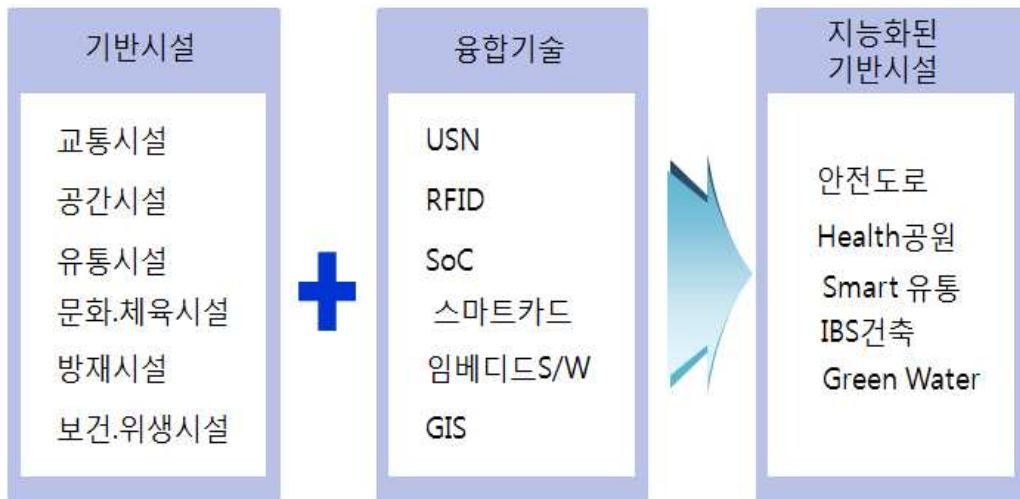 기반시설
교통시설
공간시설
유통시설
문화.체육시설
방재시설
보건.위생시설
융합기술
USN
RFID
SoC
스마트카드
임베디드S/W
GIS
지능화된
기반시설
안전도로
Health공원
Smart 유통
IBS건축
Green Water